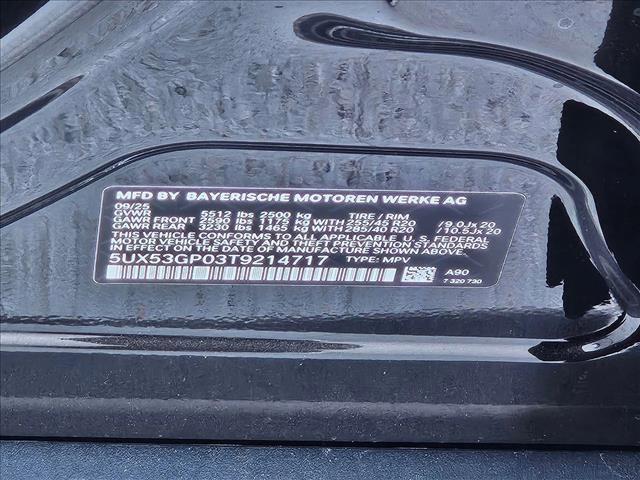 MFD BY BAYERISCHE MOTOREN WERKE AG
09/25
GVWR 5512 lbs 2500 kg TIRE / RIM
GAWR FRONT 2590 lbs 1175 kg WITH 255/45 R20 /9.0Jx20
GAWR REAR 3230 lbs 1465 kg WITH 285/40 R20 /10.5Jx 20
THIS VEHICLE CONFORMS TO ALL APPLICABLE U. S. FEDERAL
MOTOR VEHICLE SAFETY AND THEFT PREVENTION STANDARDS
IN EFFECT ON THE DATE OF MANUFACTURE SHOWN ABOVE.
5UX53GP03T9214717 TYPE: MPV
A90
7 320 730